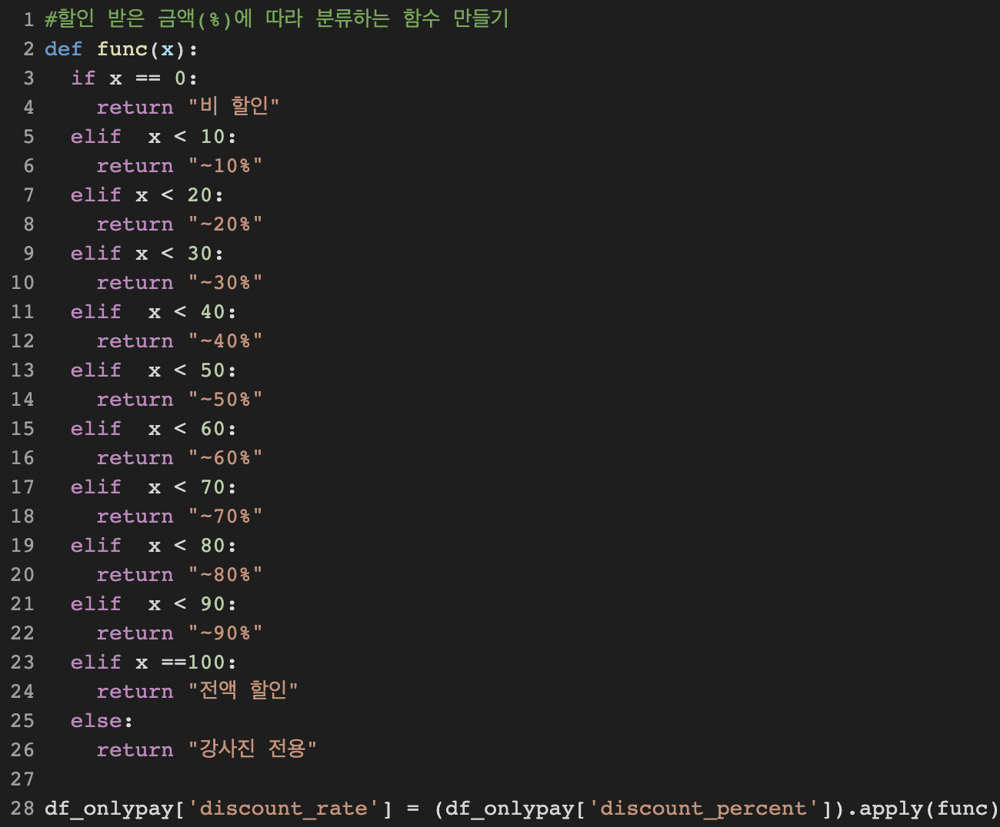 1 #할인 받은 금액(%)에 따라 분류하는 함수 만들기
2 def func(x):
3   if x == 0:
4     return "비 할인"
5   elif  x < 10:
6     return "~10%"
7   elif x < 20:
8     return "~20%"
9   elif x < 30:
10     return "~30%"
11   elif  x < 40:
12     return "~40%"
13   elif  x < 50:
14     return "~50%"
15   elif  x < 60:
16     return "~60%"
17   elif  x < 70:
18     return "~70%"
19   elif  x < 80:
20     return "~80%"
21   elif  x < 90:
22     return "~90%"
23   elif x ==100:
24     return "전액 할인"
25   else:
26     return "강사진 전용"
27
28 df_onlypay['discount_rate'] = (df_onlypay['discount_percent']).apply(func)